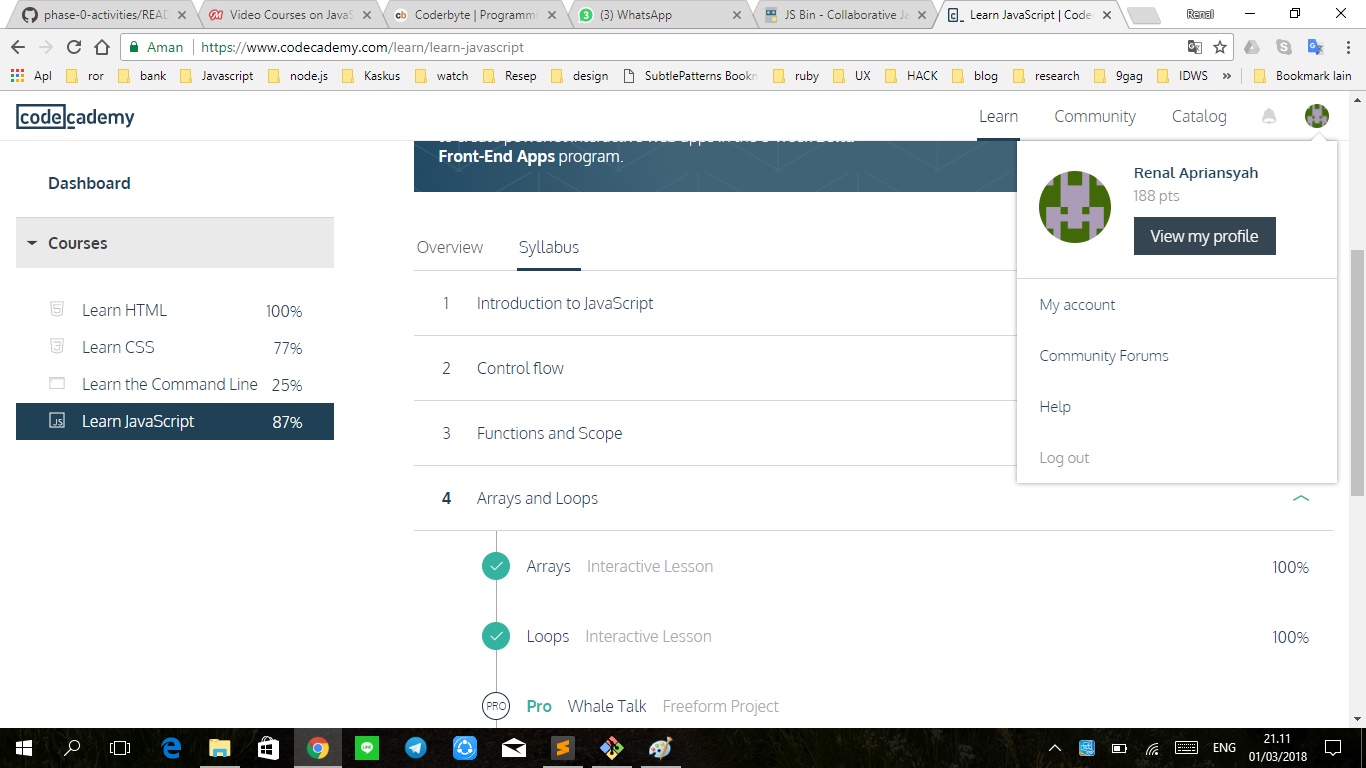 phase-0-activities/READ
Video Courses on JavaS
Coderbyte | Programmi
(3) WhatsApp
JS Bin - Collaborative Ja
Learn JavaScript | Code
Renal
Aman
https://www.codecademy.com/learn/learn-javascript
Apl
ror
bank
Javascript
node.js
Kaskus
watch
Resep
design
SubtlePatterns Bookm
ruby
UX
HACK
blog
research
9gag
IDWS
»
Bookmark lain
codecademy
Learn
Community
Catalog
Front-End Apps program.
Renal Apriansyah
188 pts
View my profile
My account
Community Forums
Help
Log out
Dashboard
Courses
Learn HTML 100%
Learn CSS 77%
Learn the Command Line 25%
JS Learn JavaScript 87%
Overview
Syllabus
1 Introduction to JavaScript
2 Control flow
3 Functions and Scope
4 Arrays and Loops
Arrays Interactive Lesson 100%
Loops Interactive Lesson 100%
PRO Pro Whale Talk Freeform Project
ENG
21.11
01/03/2018